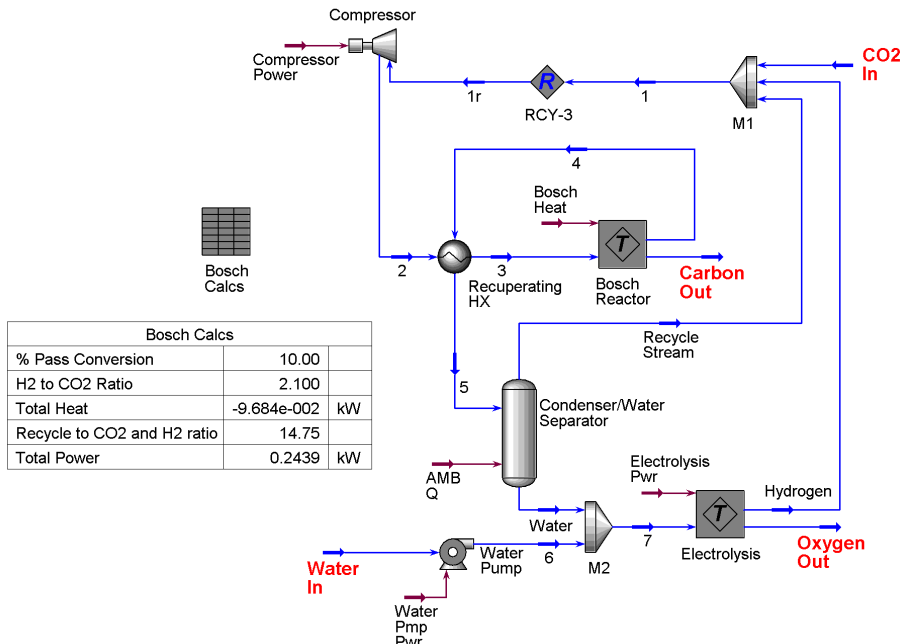 Compressor
Compressor
Power
CO2
In
1r
R
RCY-3
1
M1
4
Bosch
Heat
T
2
3
Recuperating
HX
Bosch
Reactor
Carbon
Out
Bosch
Calcs
Bosch Calcs
% Pass Conversion 10.00
H2 to CO2 Ratio 2.100
Total Heat -9.684e-002 kW
Recycle to CO2 and H2 ratio 14.75
Total Power 0.2439 kW
Recycle
Stream
5
Condenser/Water
Separator
AMB
Q
Electrolysis
Pwr
Hydrogen
T
Water
7
Water
In
Water
Pump
6
M2
Electrolysis
Oxygen
Out
Water
Pmp
Pwr